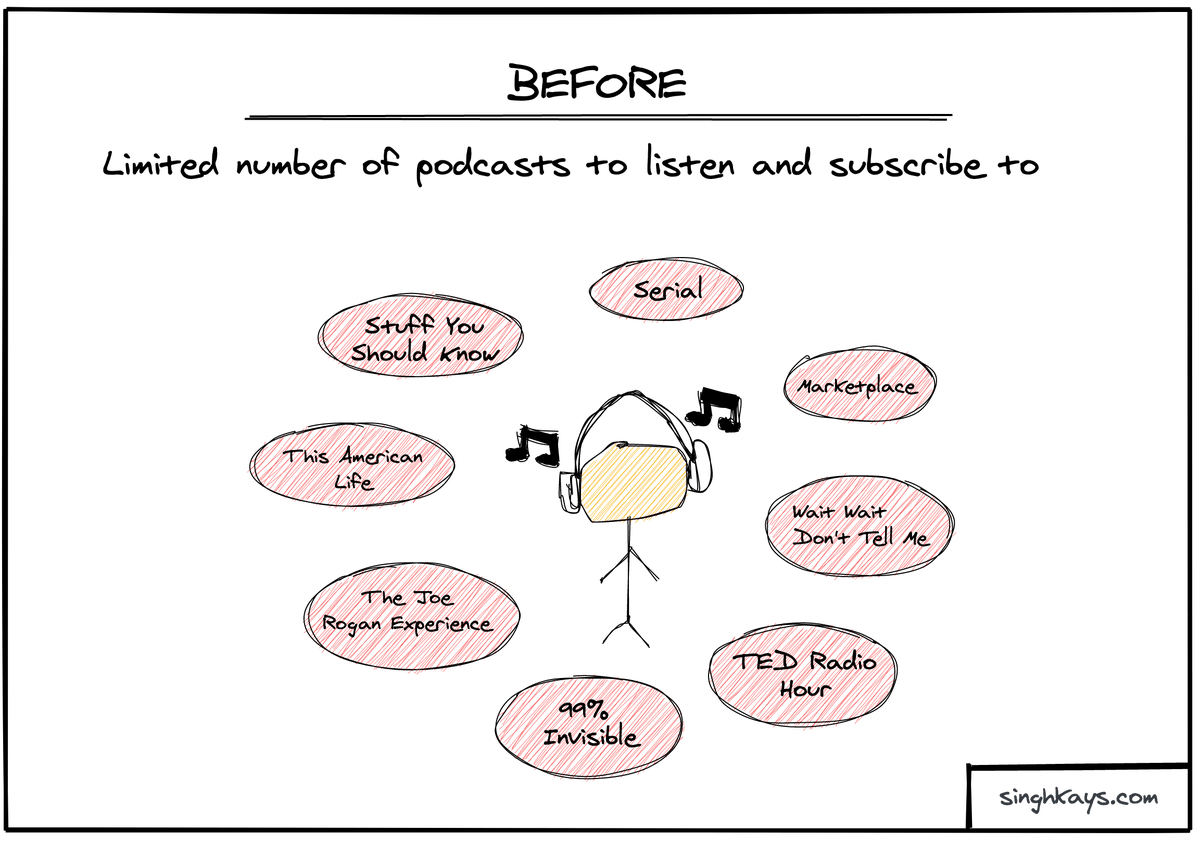 BEFORE
Limited number of podcasts to listen and subscribe to
Serial
Stuff You
Should Know
Marketplace
This American
Life
Wait Wait
Don't Tell Me
The Joe
Rogan Experience
TED Radio
Hour
99%
Invisible
singhkays.com